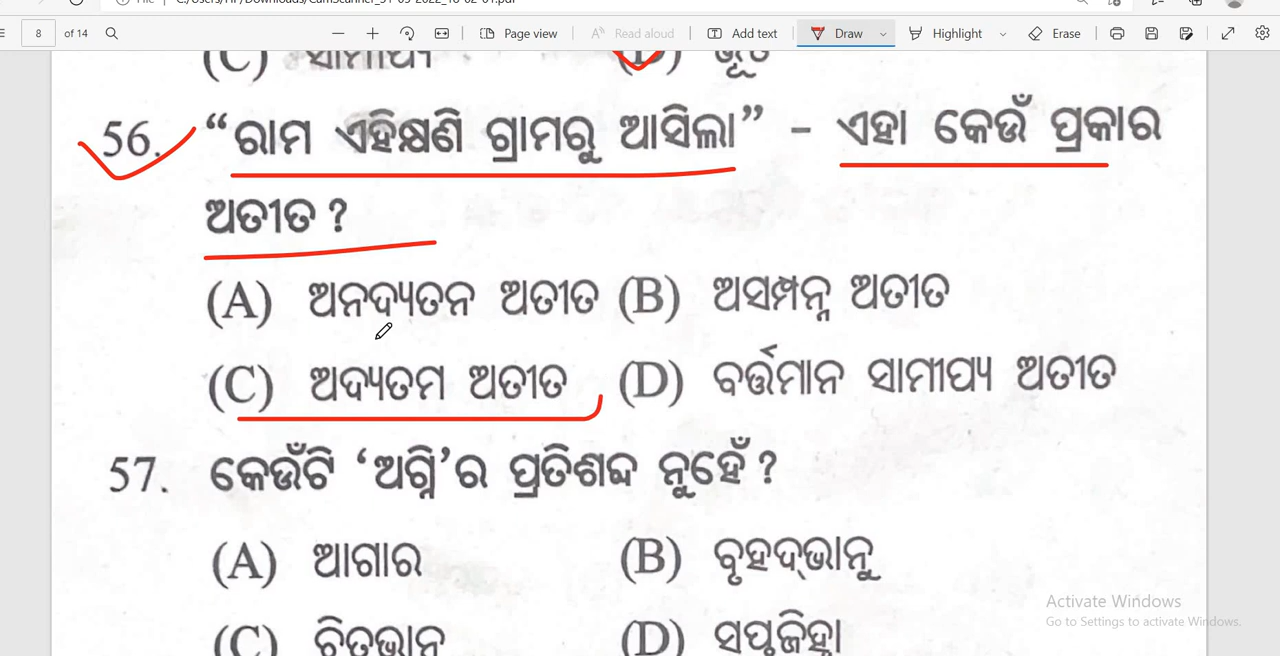 8 of 14 Page view Read aloud Add text Draw Highlight Erase
(C) ସାମୀପ୍ୟ (D) ଭୂତ
56. “ରାମ ଏହିକ୍ଷଣି ଗ୍ରାମରୁ ଆସିଲା” – ଏହା କେଉଁ ପ୍ରକାର
ଅତୀତ ?
(A) ଅନଦ୍ୟତନ ଅତୀତ (B) ଅସମ୍ପନ୍ନ ଅତୀତ
(C) ଅଦ୍ୟତମ ଅତୀତ (D) ବର୍ତ୍ତମାନ ସାମୀପ୍ୟ ଅତୀତ
57. କେଉଁଟି ‘ଅଗ୍ନି’ର ପ୍ରତିଶବ୍ଦ ନୁହେଁ ?
(A) ଆଗାର (B) ବୃହଦ୍‌ଭାନୁ
(C) ଚିତ୍ରଭାନୁ (D) ସପ୍ତଜିହ୍ୱା
Activate Windows
Go to Settings to activate Windows.